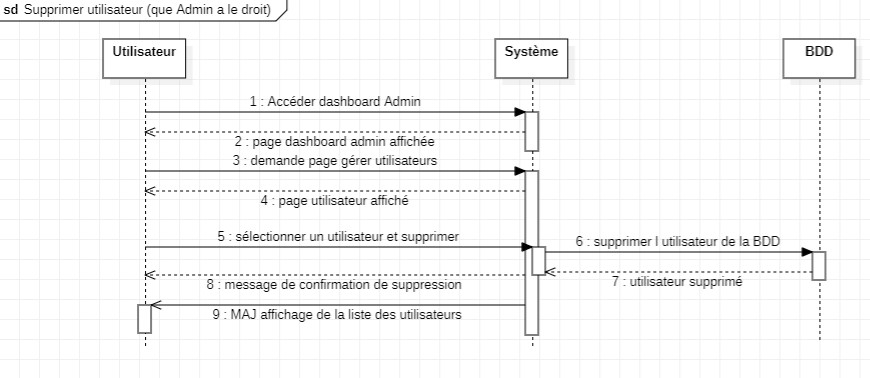 sd Supprimer utilisateur (que Admin a le droit)
Utilisateur
Système
BDD
1 : Accéder dashboard Admin
2 : page dashboard admin affichée
3 : demande page gérer utilisateurs
4 : page utilisateur affiché
5 : sélectionner un utilisateur et supprimer
6 : supprimer l utilisateur de la BDD
7 : utilisateur supprimé
8 : message de confirmation de suppression
9 : MAJ affichage de la liste des utilisateurs